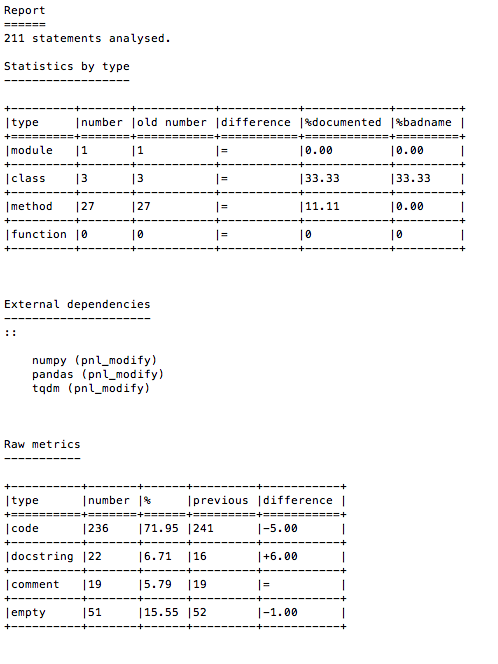 Report
======
211 statements analysed.

Statistics by type
------------------

+---------+-------+-----------+-----------+------------+---------+
|type     |number |old number |difference |%documented |%badname |
+=========+=======+===========+===========+============+=========+
|module   |1      |1          |=          |0.00        |0.00     |
+---------+-------+-----------+-----------+------------+---------+
|class    |3      |3          |=          |33.33       |33.33    |
+---------+-------+-----------+-----------+------------+---------+
|method   |27     |27         |=          |11.11       |0.00     |
+---------+-------+-----------+-----------+------------+---------+
|function |0      |0          |=          |0           |0        |
+---------+-------+-----------+-----------+------------+---------+

External dependencies
---------------------
::

    numpy (pnl_modify)
    pandas (pnl_modify)
    tqdm (pnl_modify)

Raw metrics
-----------

+----------+-------+------+---------+-----------+
|type      |number |%     |previous |difference |
+==========+=======+======+=========+===========+
|code      |236    |71.95 |241      |-5.00      |
+----------+-------+------+---------+-----------+
|docstring |22     |6.71  |16       |+6.00      |
+----------+-------+------+---------+-----------+
|comment   |19     |5.79  |19       |=          |
+----------+-------+------+---------+-----------+
|empty     |51     |15.55 |52       |-1.00      |
+----------+-------+------+---------+-----------+